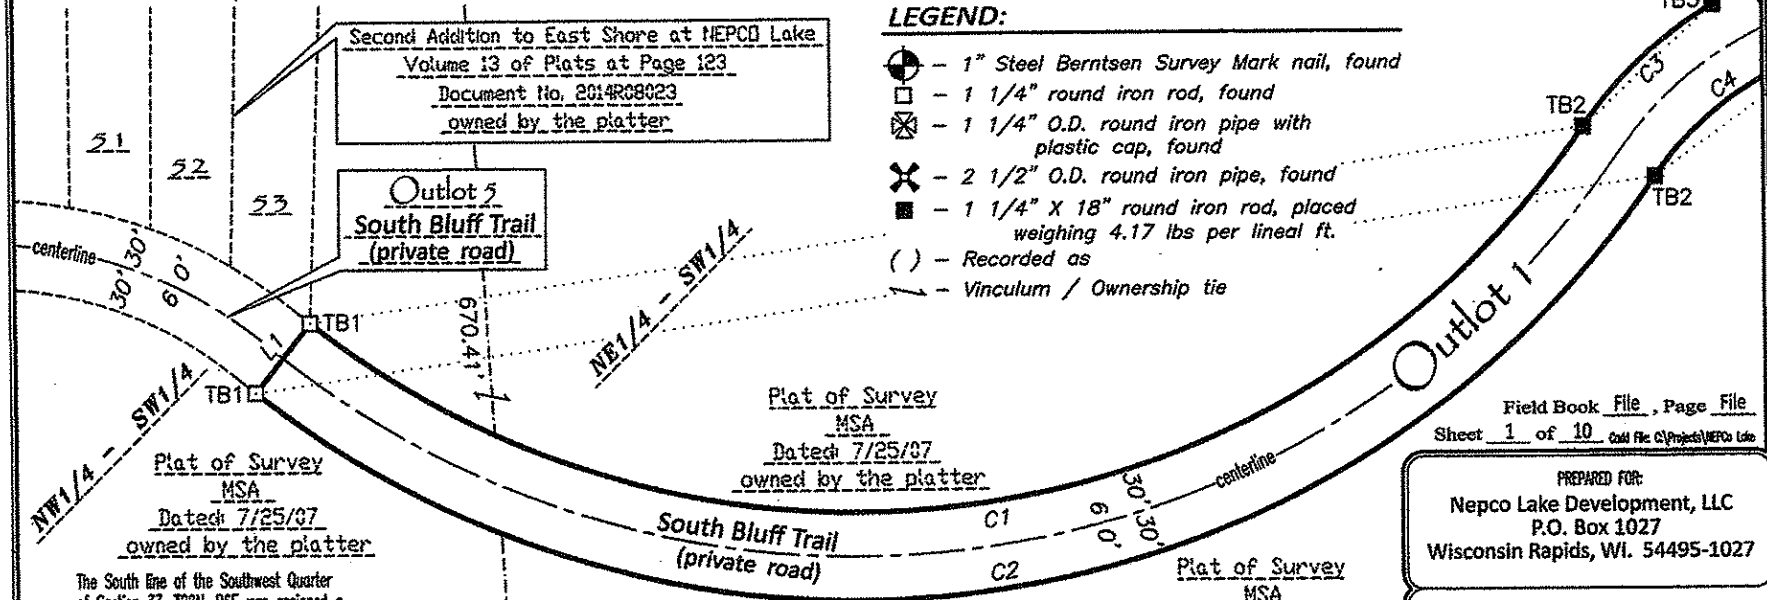 Second Addition to East Shore at NEPCO Lake
Volume 13 of Plats at Page 123
Document No. 2014R08023
owned by the platter
51
52
53
Outlot 5
South Bluff Trail
(private road)
centerline
30'
30'
6 0'
L1
TB1
TB1
670.41'
NE1/4 - SW1/4
NW1/4 - SW1/4
LEGEND:
- 1" Steel Berntsen Survey Mark nail, found
- 1 1/4" round iron rod, found
- 1 1/4" O.D. round iron pipe with
plastic cap, found
- 2 1/2" O.D. round iron pipe, found
- 1 1/4" X 18" round iron rod, placed
weighing 4.17 lbs per lineal ft.
( ) - Recorded as
- Vinculum / Ownership tie
TB3
C3
C4
TB2
TB2
Outlot 1
Plat of Survey
MSA
Dated: 7/25/07
owned by the platter
Plat of Survey
MSA
Dated: 7/25/07
owned by the platter
The South line of the Southwest Quarter
South Bluff Trail
(private road)
C1
C2
30'
6 0'
30'
centerline
Plat of Survey
MSA
Field Book File , Page File
Sheet 1 of 10 Cadd File: C:\Projects\NEPCo Lake
PREPARED FOR:
Nepco Lake Development, LLC
P.O. Box 1027
Wisconsin Rapids, WI. 54495-1027